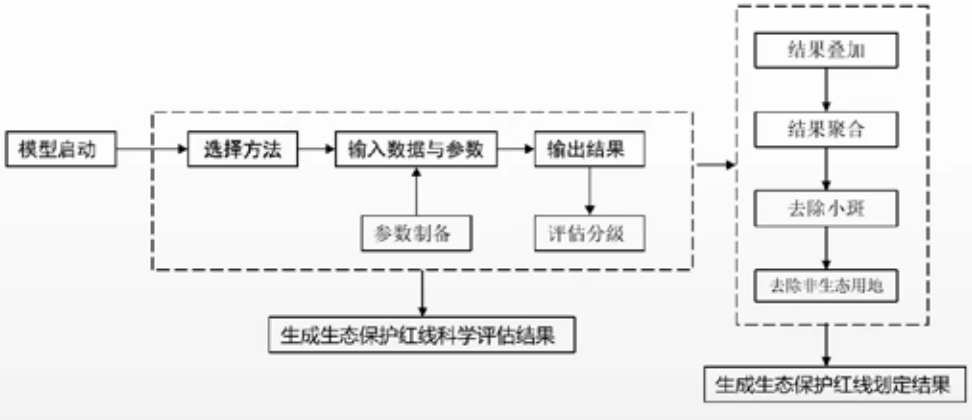 模型启动
选择方法
输入数据与参数
输出结果
参数制备
评估分级
生成生态保护红线科学评估结果
结果叠加
结果聚合
去除小斑
去除非生态用地
生成生态保护红线划定结果